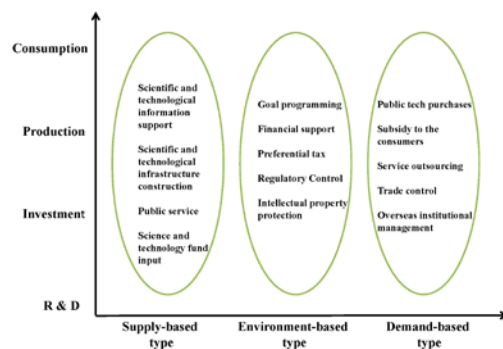 Consumption
Production
Investment
R & D
Scientific and
technological
information
support
Scientific and
technological
infrastructure
construction
Public service
Science and
technology fund
input
Goal programming
Financial support
Preferential tax
Regulatory Control
Intellectual property
protection
Public tech purchases
Subsidy to the
consumers
Service outsourcing
Trade control
Overseas institutional
management
Supply-based
type
Environment-based
type
Demand-based
type